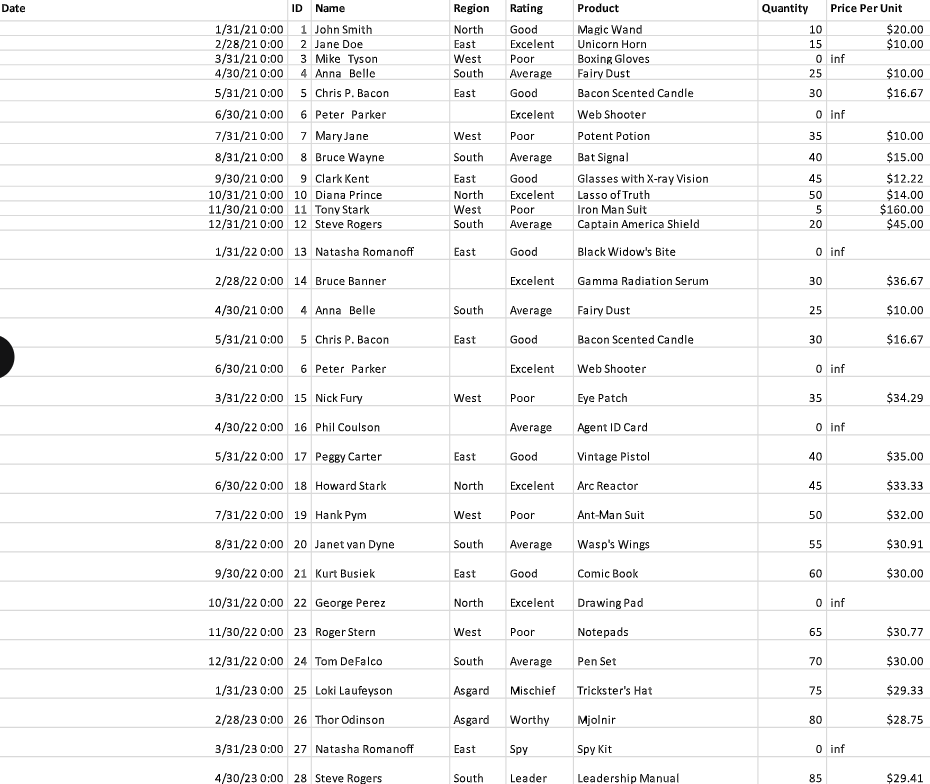 Date ID Name Region Rating Product Quantity Price Per Unit
1/31/21 0:00 1 John Smith North Good Magic Wand 10 $20.00
2/28/21 0:00 2 Jane Doe East Excelent Unicorn Horn 15 $10.00
3/31/21 0:00 3 Mike Tyson West Poor Boxing Gloves 0 inf
4/30/21 0:00 4 Anna Belle South Average Fairy Dust 25 $10.00
5/31/21 0:00 5 Chris P. Bacon East Good Bacon Scented Candle 30 $16.67
6/30/21 0:00 6 Peter Parker Excelent Web Shooter 0 inf
7/31/21 0:00 7 Mary Jane West Poor Potent Potion 35 $10.00
8/31/21 0:00 8 Bruce Wayne South Average Bat Signal 40 $15.00
9/30/21 0:00 9 Clark Kent East Good Glasses with X-ray Vision 45 $12.22
10/31/21 0:00 10 Diana Prince North Excelent Lasso of Truth 50 $14.00
11/30/21 0:00 11 Tony Stark West Poor Iron Man Suit 5 $160.00
12/31/21 0:00 12 Steve Rogers South Average Captain America Shield 20 $45.00
1/31/22 0:00 13 Natasha Romanoff East Good Black Widow's Bite 0 inf
2/28/22 0:00 14 Bruce Banner Excelent Gamma Radiation Serum 30 $36.67
4/30/21 0:00 4 Anna Belle South Average Fairy Dust 25 $10.00
5/31/21 0:00 5 Chris P. Bacon East Good Bacon Scented Candle 30 $16.67
6/30/21 0:00 6 Peter Parker Excelent Web Shooter 0 inf
3/31/22 0:00 15 Nick Fury West Poor Eye Patch 35 $34.29
4/30/22 0:00 16 Phil Coulson Average Agent ID Card 0 inf
5/31/22 0:00 17 Peggy Carter East Good Vintage Pistol 40 $35.00
6/30/22 0:00 18 Howard Stark North Excelent Arc Reactor 45 $33.33
7/31/22 0:00 19 Hank Pym West Poor Ant-Man Suit 50 $32.00
8/31/22 0:00 20 Janet van Dyne South Average Wasp's Wings 55 $30.91
9/30/22 0:00 21 Kurt Busiek East Good Comic Book 60 $30.00
10/31/22 0:00 22 George Perez North Excelent Drawing Pad 0 inf
11/30/22 0:00 23 Roger Stern West Poor Notepads 65 $30.77
12/31/22 0:00 24 Tom DeFalco South Average Pen Set 70 $30.00
1/31/23 0:00 25 Loki Laufeyson Asgard Mischief Trickster's Hat 75 $29.33
2/28/23 0:00 26 Thor Odinson Asgard Worthy Mjolnir 80 $28.75
3/31/23 0:00 27 Natasha Romanoff East Spy Spy Kit 0 inf
4/30/23 0:00 28 Steve Rogers South Leader Leadership Manual 85 $29.41